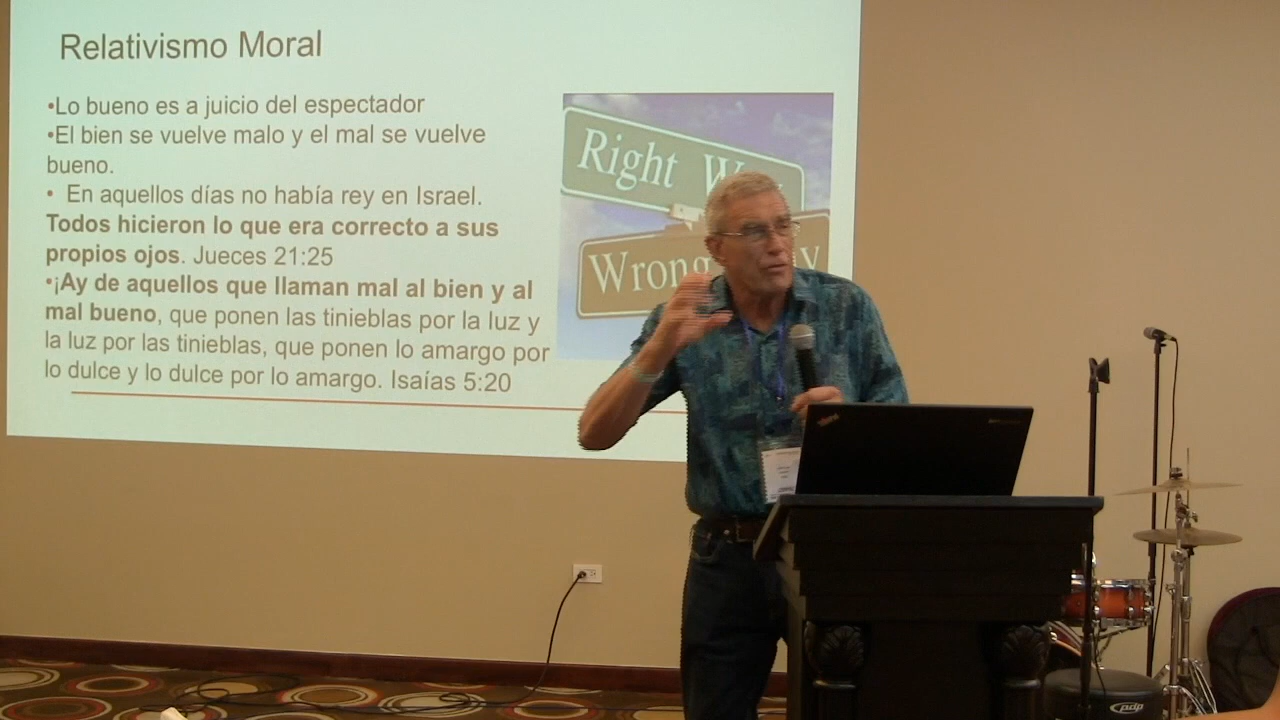 Relativismo Moral
•Lo bueno es a juicio del espectador
•El bien se vuelve malo y el mal se vuelve
bueno.
• En aquellos días no había rey en Israel.
Todos hicieron lo que era correcto a sus
propios ojos. Jueces 21:25
•¡Ay de aquellos que llaman mal al bien y al
mal bueno, que ponen las tinieblas por la luz y
la luz por las tinieblas, que ponen lo amargo por
lo dulce y lo dulce por lo amargo. Isaías 5:20
Right
Wrong
ThinkPad
pdp